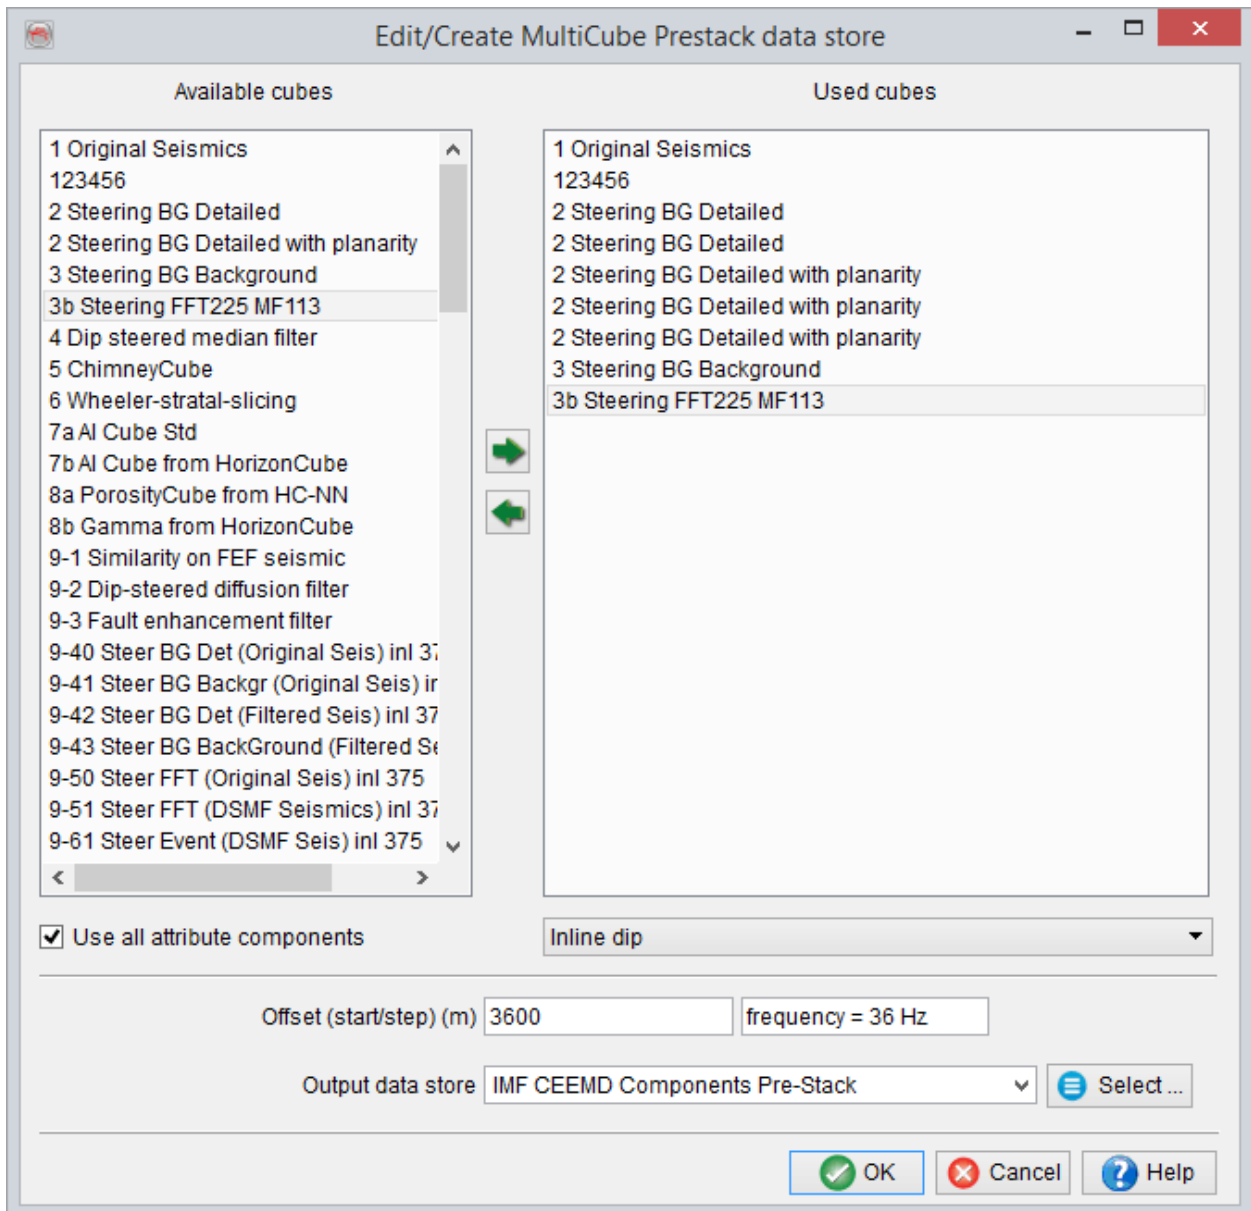 Edit/Create MultiCube Prestack data store
Available cubes
Used cubes
1 Original Seismics
123456
2 Steering BG Detailed
2 Steering BG Detailed with planarity
3 Steering BG Background
3b Steering FFT225 MF113
4 Dip steered median filter
5 ChimneyCube
6 Wheeler-stratal-slicing
7a AI Cube Std
7b AI Cube from HorizonCube
8a PorosityCube from HC-NN
8b Gamma from HorizonCube
9-1 Similarity on FEF seismic
9-2 Dip-steered diffusion filter
9-3 Fault enhancement filter
9-40 Steer BG Det (Original Seis) inl 37
9-41 Steer BG Backgr (Original Seis) in
9-42 Steer BG Det (Filtered Seis) inl 37
9-43 Steer BG BackGround (Filtered Se
9-50 Steer FFT (Original Seis) inl 375
9-51 Steer FFT (DSMF Seismics) inl 37
9-61 Steer Event (DSMF Seis) inl 375
1 Original Seismics
123456
2 Steering BG Detailed
2 Steering BG Detailed
2 Steering BG Detailed with planarity
2 Steering BG Detailed with planarity
2 Steering BG Detailed with planarity
3 Steering BG Background
3b Steering FFT225 MF113
Use all attribute components
Inline dip
Offset (start/step) (m) 3600 frequency = 36 Hz
Output data store IMF CEEMD Components Pre-Stack Select ...
OK Cancel Help